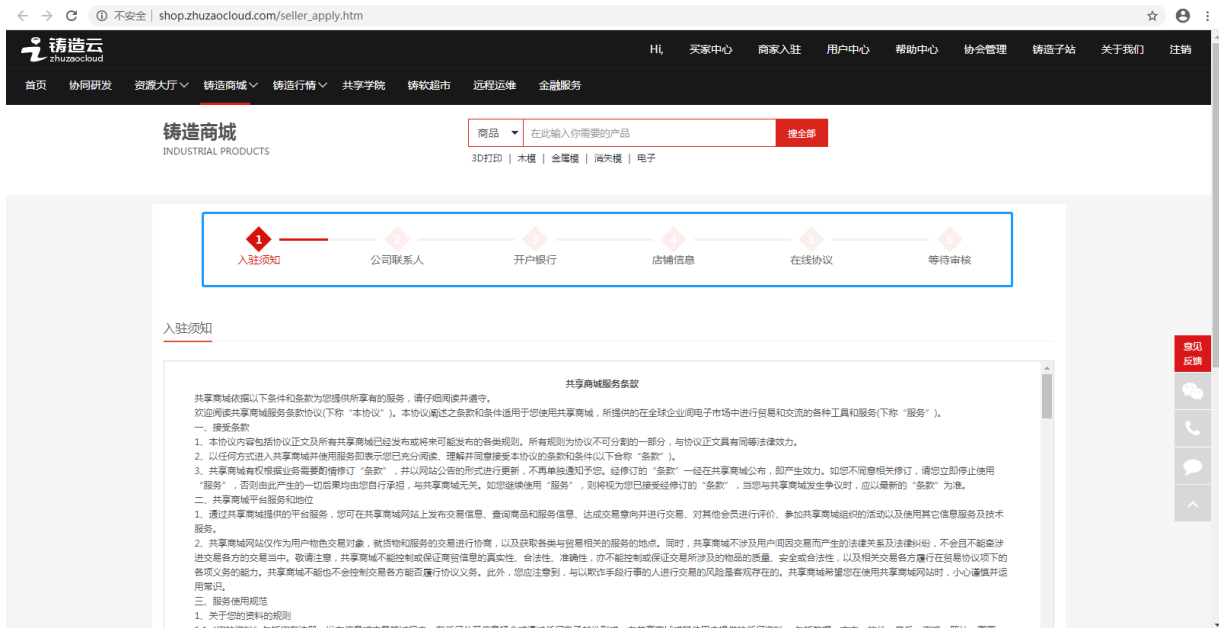 不安全 | shop.zhuzaocloud.com/seller_apply.htm
铸造云
zhuzaocloud
Hi, 买家中心 商家入驻 用户中心 帮助中心 协会管理 铸造子站 关于我们 注销
首页 协同研发 资源大厅 铸造商城 铸造行情 共享学院 铸软超市 远程运维 金融服务
铸造商城
INDUSTRIAL PRODUCTS
商品 在此输入你需要的产品 搜全部
3D打印 | 木模 | 金属模 | 消失模 | 电子
1 2 3 4 5 6
入驻须知 公司联系人 开户银行 店铺信息 在线协议 等待审核
入驻须知
意见
反馈
共享商城服务条款
共享商城依据以下条件和条款为您提供所享有的服务，请仔细阅读并遵守。
欢迎阅读共享商城服务条款协议(下称“本协议”)。本协议阐述之条款和条件适用于您使用共享商城，所提供的在全球企业间电子市场中进行贸易和交流的各种工具和服务(下称“服务”)。
一、接受条款
1、本协议内容包括协议正文及所有共享商城已经发布或将来可能发布的各类规则。所有规则为协议不可分割的一部分，与协议正文具有同等法律效力。
2、以任何方式进入共享商城并使用服务即表示您已充分阅读、理解并同意接受本协议的条款和条件(以下合称“条款”)。
3、共享商城有权根据业务需要酌情修订“条款”，并以网站公告的形式进行更新，不再单独通知予您。经修订的“条款”一经在共享商城公布，即产生效力。如您不同意相关修订，请您立即停止使用
“服务”，否则由此产生的一切后果均由您自行承担，与共享商城无关。如您继续使用“服务”，则将视为您已接受经修订的“条款”，当您与共享商城发生争议时，应以最新的“条款”为准。
二、共享商城平台服务和地位
1、通过共享商城提供的平台服务，您可在共享商城网站上发布交易信息、查询商品和服务信息、达成交易意向并进行交易、对其他会员进行评价、参加共享商城组织的活动以及使用其它信息服务及技术
服务。
2、共享商城网站仅作为用户物色交易对象，就货物和服务的交易进行协商，以及获取各类与贸易相关的服务的地点。同时，共享商城不涉及用户间因交易而产生的法律关系及法律纠纷，不会且不能牵涉
进交易各方的交易当中。敬请注意，共享商城不能控制或保证商贸信息的真实性、合法性、准确性，亦不能控制或保证交易所涉及的物品的质量、安全或合法性，以及相关交易各方履行在贸易协议项下的
各项义务的能力。共享商城不能也不会控制交易各方能否履行协议义务。此外，您应注意到，与以欺诈手段行事的人进行交易的风险是客观存在的。共享商城希望您在使用共享商城网站时，小心谨慎并运
用常识。
三、服务使用规范
1、关于您的资料的规则